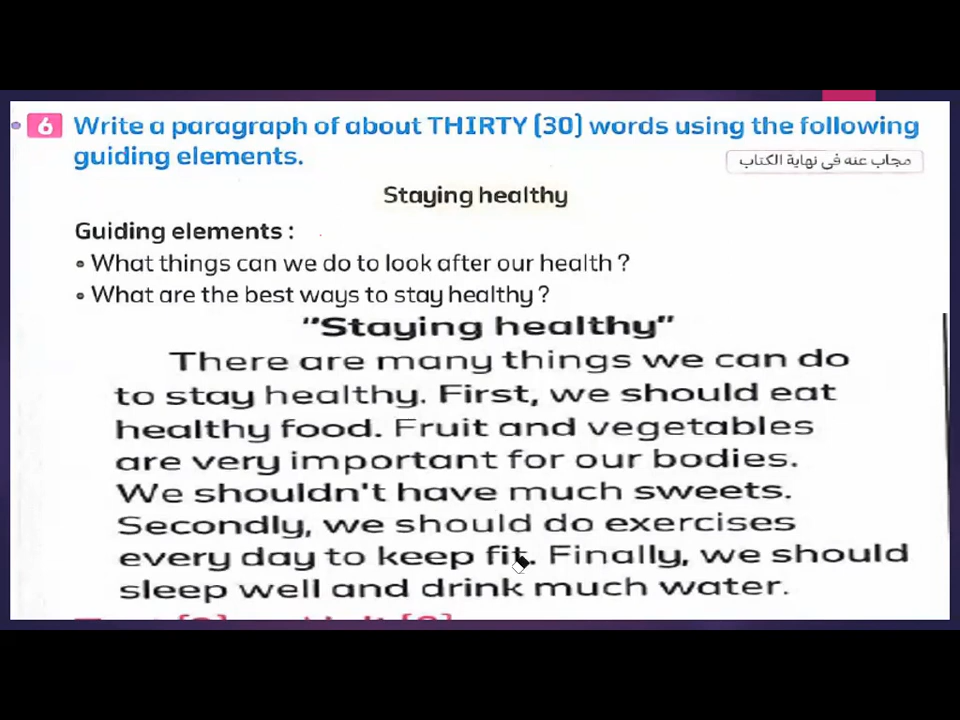 6 Write a paragraph of about THIRTY (30) words using the following
guiding elements.
مجاب عنه فى نهاية الكتاب
Staying healthy
Guiding elements :
• What things can we do to look after our health ?
• What are the best ways to stay healthy ?
"Staying healthy"
There are many things we can do
to stay healthy. First, we should eat
healthy food. Fruit and vegetables
are very important for our bodies.
We shouldn't have much sweets.
Secondly, we should do exercises
every day to keep fit. Finally, we should
sleep well and drink much water.